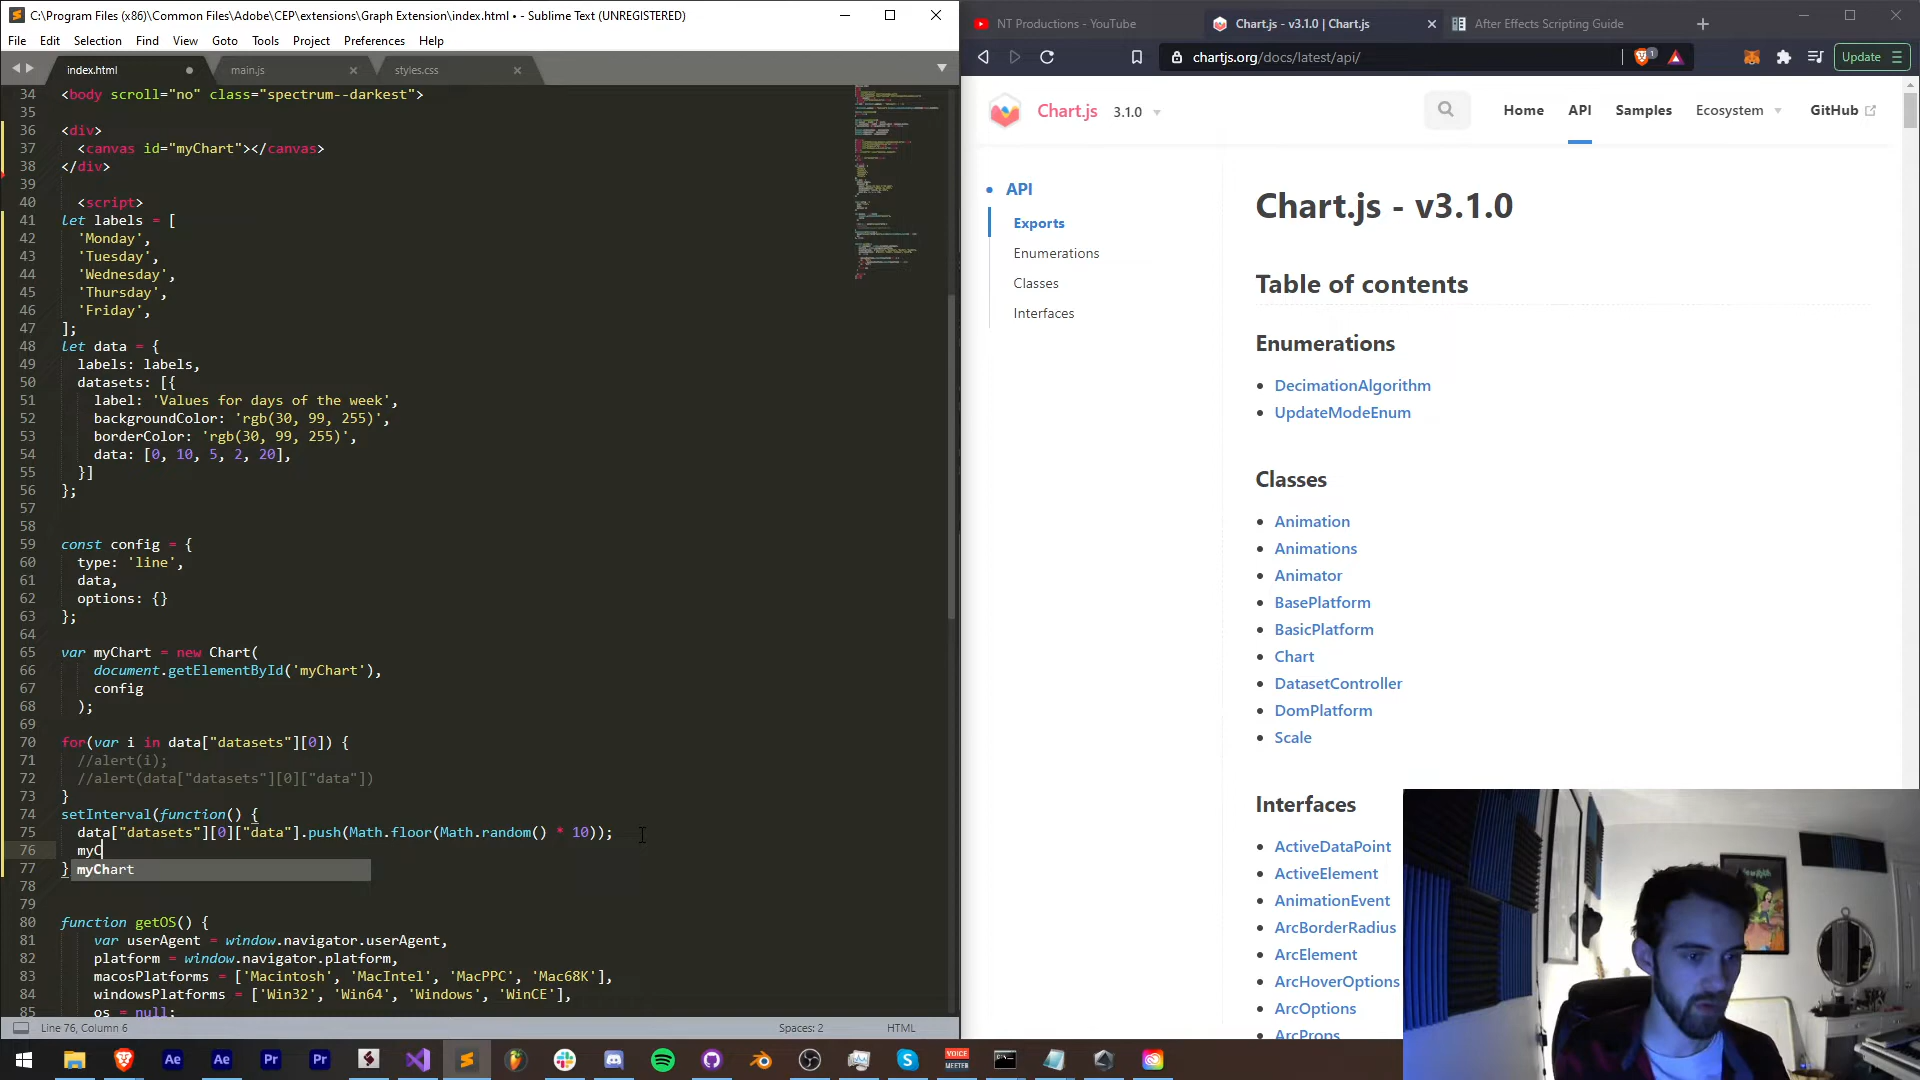 C:\Program Files (x86)\Common Files\Adobe\CEP\extensions\Graph Extension\index.html • - Sublime Text (UNREGISTERED)
File Edit Selection Find View Goto Tools Project Preferences Help
index.html main.js styles.css
34 <body scroll="no" class="spectrum--darkest">
35
36 <div>
37 <canvas id="myChart"></canvas>
38 </div>
39
40 <script>
41 let labels = [
42 'Monday',
43 'Tuesday',
44 'Wednesday',
45 'Thursday',
46 'Friday',
47 ];
48 let data = {
49 labels: labels,
50 datasets: [{
51 label: 'Values for days of the week',
52 backgroundColor: 'rgb(30, 99, 255)',
53 borderColor: 'rgb(30, 99, 255)',
54 data: [0, 10, 5, 2, 20],
55 }]
56 };
57
58
59 const config = {
60 type: 'line',
61 data,
62 options: {}
63 };
64
65 var myChart = new Chart(
66 document.getElementById('myChart'),
67 config
68 );
69
70 for(var i in data["datasets"][0]) {
71 //alert(i);
72 //alert(data["datasets"][0]["data"])
73 }
74 setInterval(function() {
75 data["datasets"][0]["data"].push(Math.floor(Math.random() * 10));
76 myC
77 } myChart
78
79
80 function getOS() {
81 var userAgent = window.navigator.userAgent,
82 platform = window.navigator.platform,
83 macosPlatforms = ['Macintosh', 'MacIntel', 'MacPPC', 'Mac68K'],
84 windowsPlatforms = ['Win32', 'Win64', 'Windows', 'WinCE'],
85 os = null;
Line 76, Column 6 Spaces: 2 HTML
NT Productions - YouTube Chart.js - v3.1.0 | Chart.js After Effects Scripting Guide
chartjs.org/docs/latest/api/ 1 Update
Chart.js 3.1.0 Home API Samples Ecosystem GitHub
API
Exports
Enumerations
Classes
Interfaces
Chart.js - v3.1.0
Table of contents
Enumerations
DecimationAlgorithm
UpdateModeEnum
Classes
Animation
Animations
Animator
BasePlatform
BasicPlatform
Chart
DatasetController
DomPlatform
Scale
Interfaces
ActiveDataPoint
ActiveElement
AnimationEvent
ArcBorderRadius
ArcElement
ArcHoverOptions
ArcOptions
ArcProps
Ae Ae Pr Pr VOICE MEETER